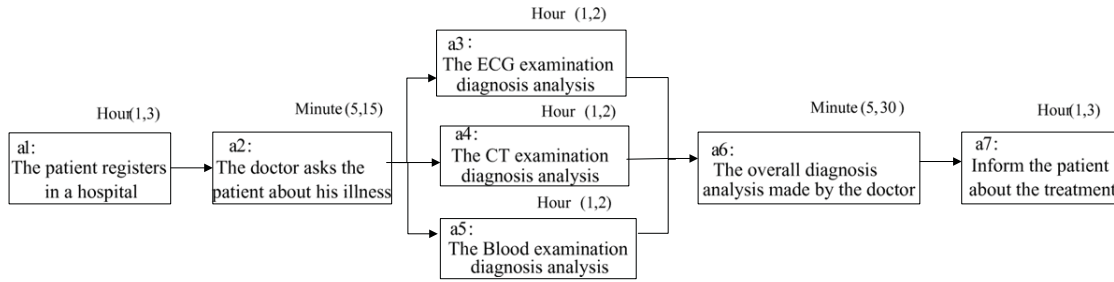 Hour(1,3)
a1:
The patient registers
in a hospital
Minute(5,15)
a2:
The doctor asks the
patient about his illness
Hour (1,2)
a3:
The ECG examination
diagnosis analysis
Hour (1,2)
a4:
The CT examination
diagnosis analysis
Hour (1,2)
a5:
The Blood examination
diagnosis analysis
Minute(5,30)
a6:
The overall diagnosis
analysis made by the doctor
Hour(1,3)
a7:
Inform the patient
about the treatment